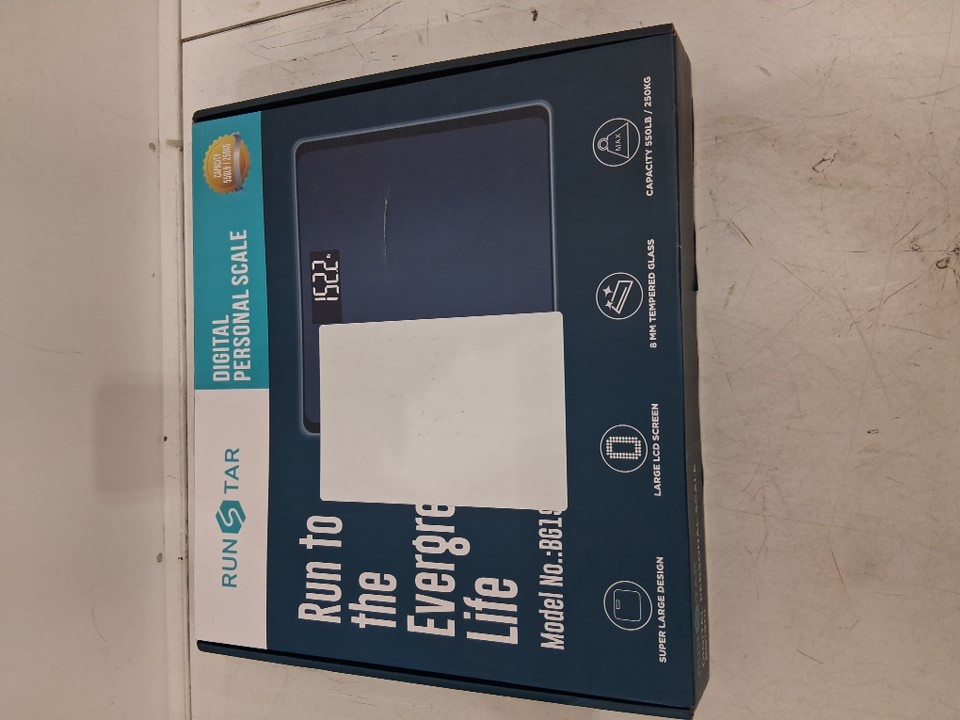 RUN STAR
DIGITAL
PERSONAL SCALE
CAPACITY
550LB / 250KG
152.2
Run to
the
Evergre
Life
Model No.:BG19
SUPER LARGE DESIGN
LARGE LCD SCREEN
8 MM TEMPERED GLASS
MAX
CAPACITY 550LB / 250KG